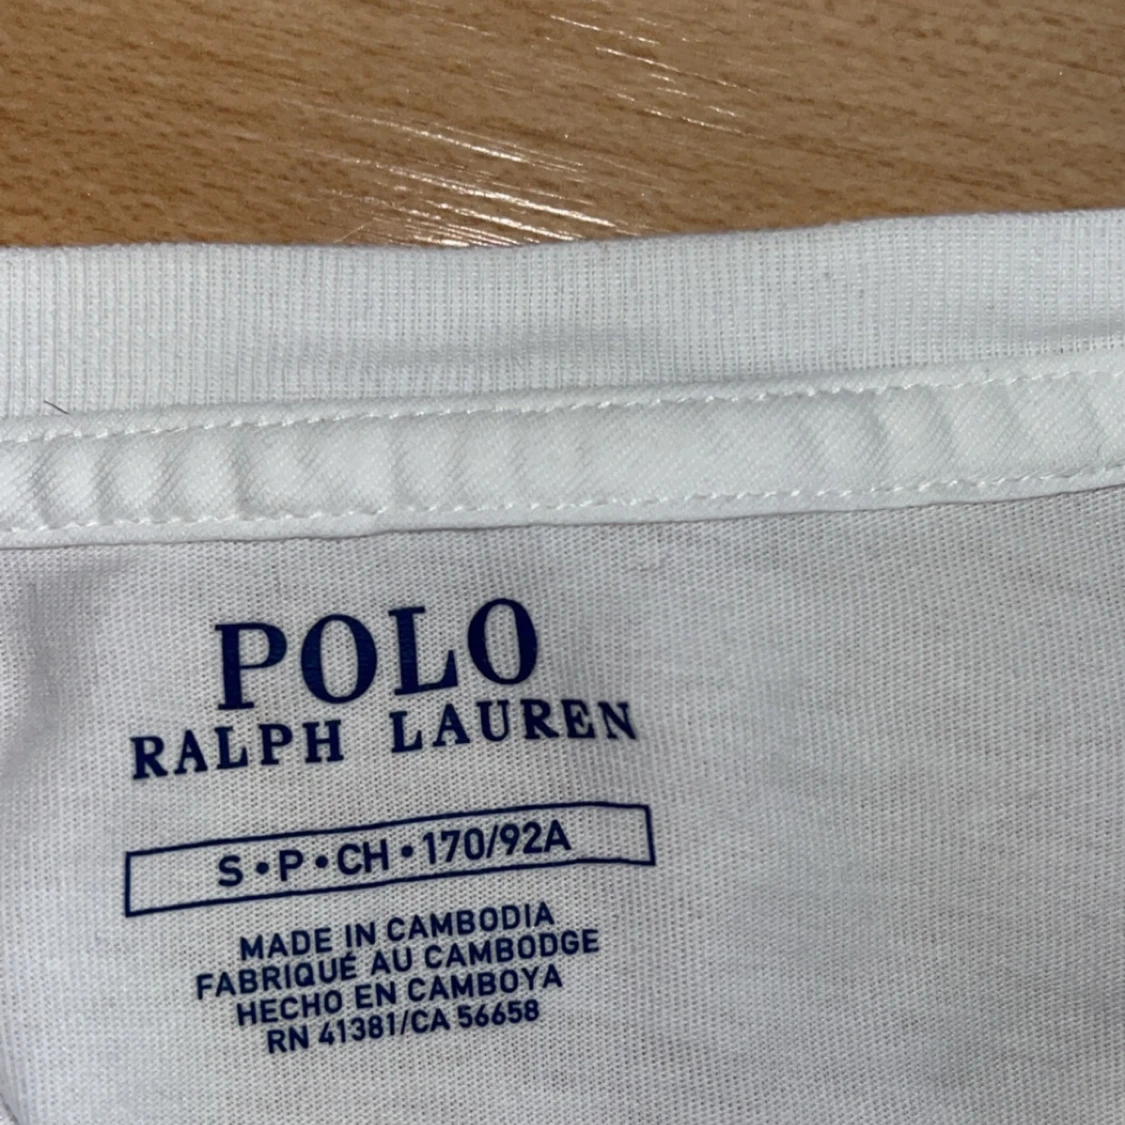 POLO
RALPH LAUREN
S • P • CH • 170/92A
MADE IN CAMBODIA
FABRIQUÉ AU CAMBODGE
HECHO EN CAMBOYA
RN 41381/CA 56658